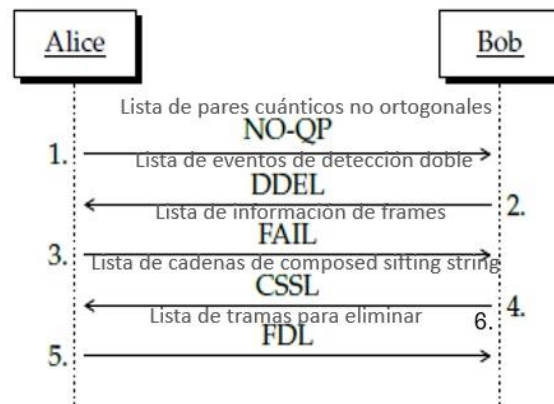 Alice
Bob
Lista de pares cuánticos no ortogonales
NO-QP
1.
Lista de eventos de detección doble
DDEL
2.
Lista de información de frames
FAIL
3.
Lista de cadenas de composed sifting string
CSSL
4.
Lista de tramas para eliminar
6.
FDL
5.